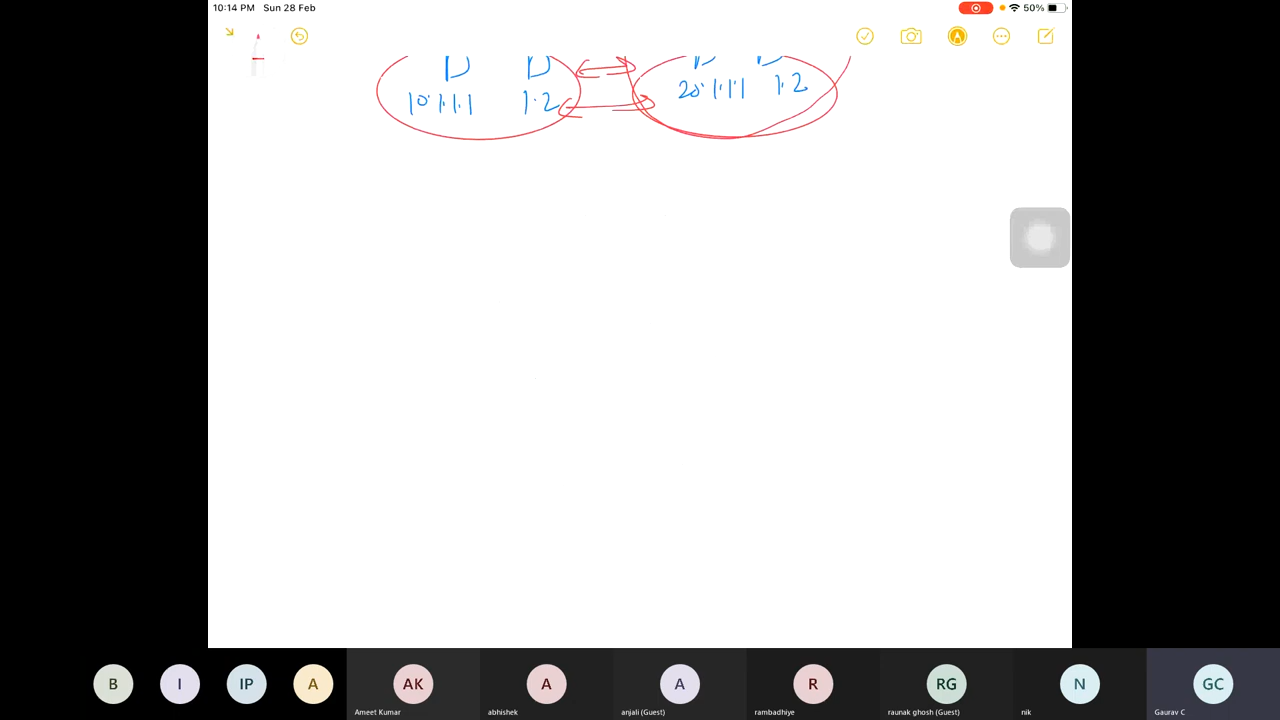 10:14 PM Sun 28 Feb
50%
D D
10.1.1.1 1.2
20.1.1.1 1.2
B I IP A AK A A R RG N GC
Ameet Kumar abhishek anjali (Guest) rambadhiye raunak ghosh (Guest) nik Gaurav C